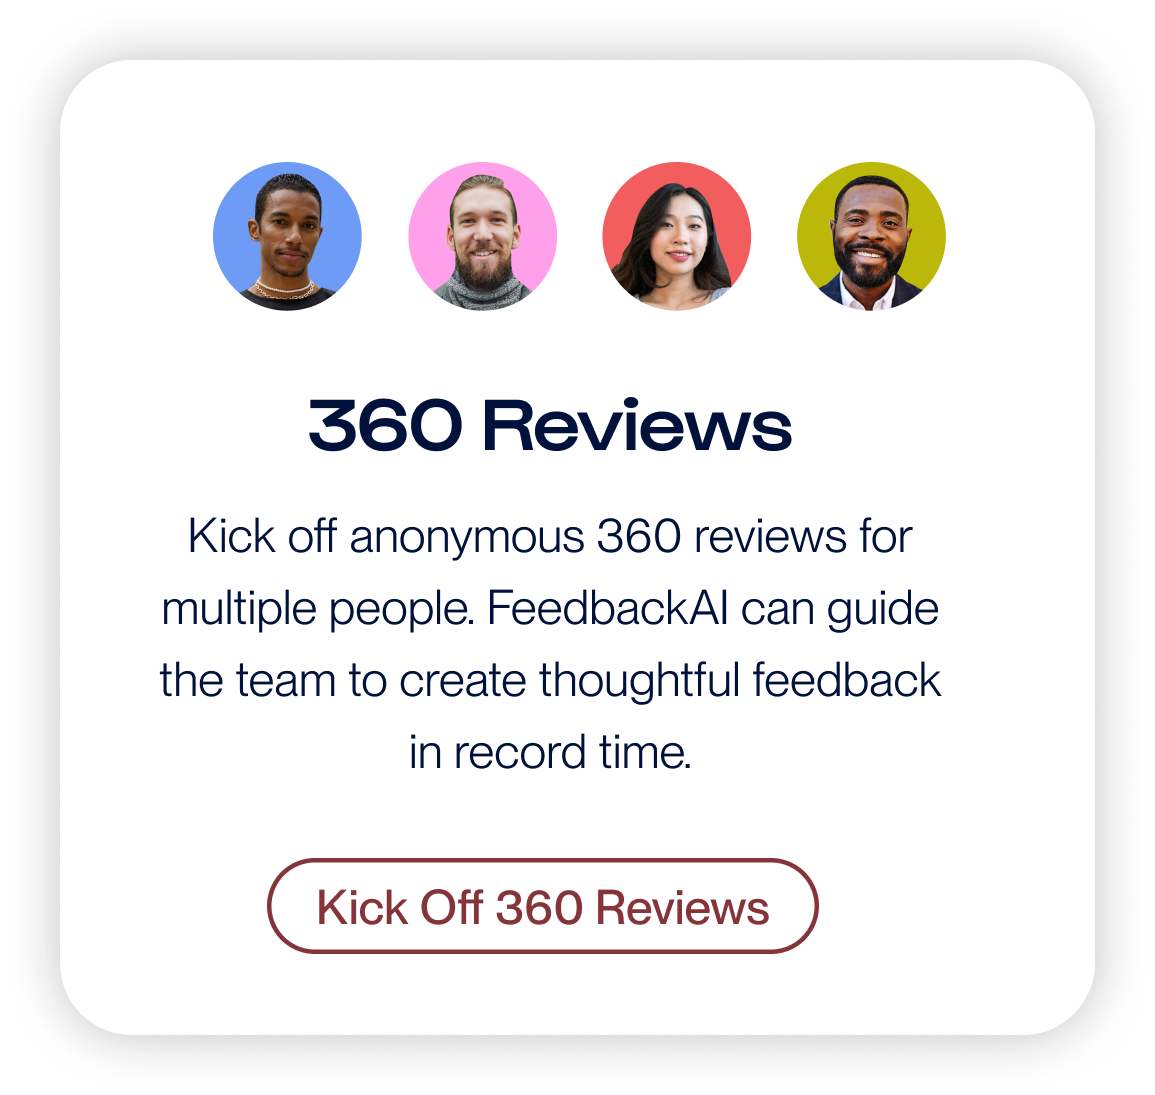 360 Reviews
Kick off anonymous 360 reviews for
multiple people. FeedbackAI can guide
the team to create thoughtful feedback
in record time.
Kick Off 360 Reviews